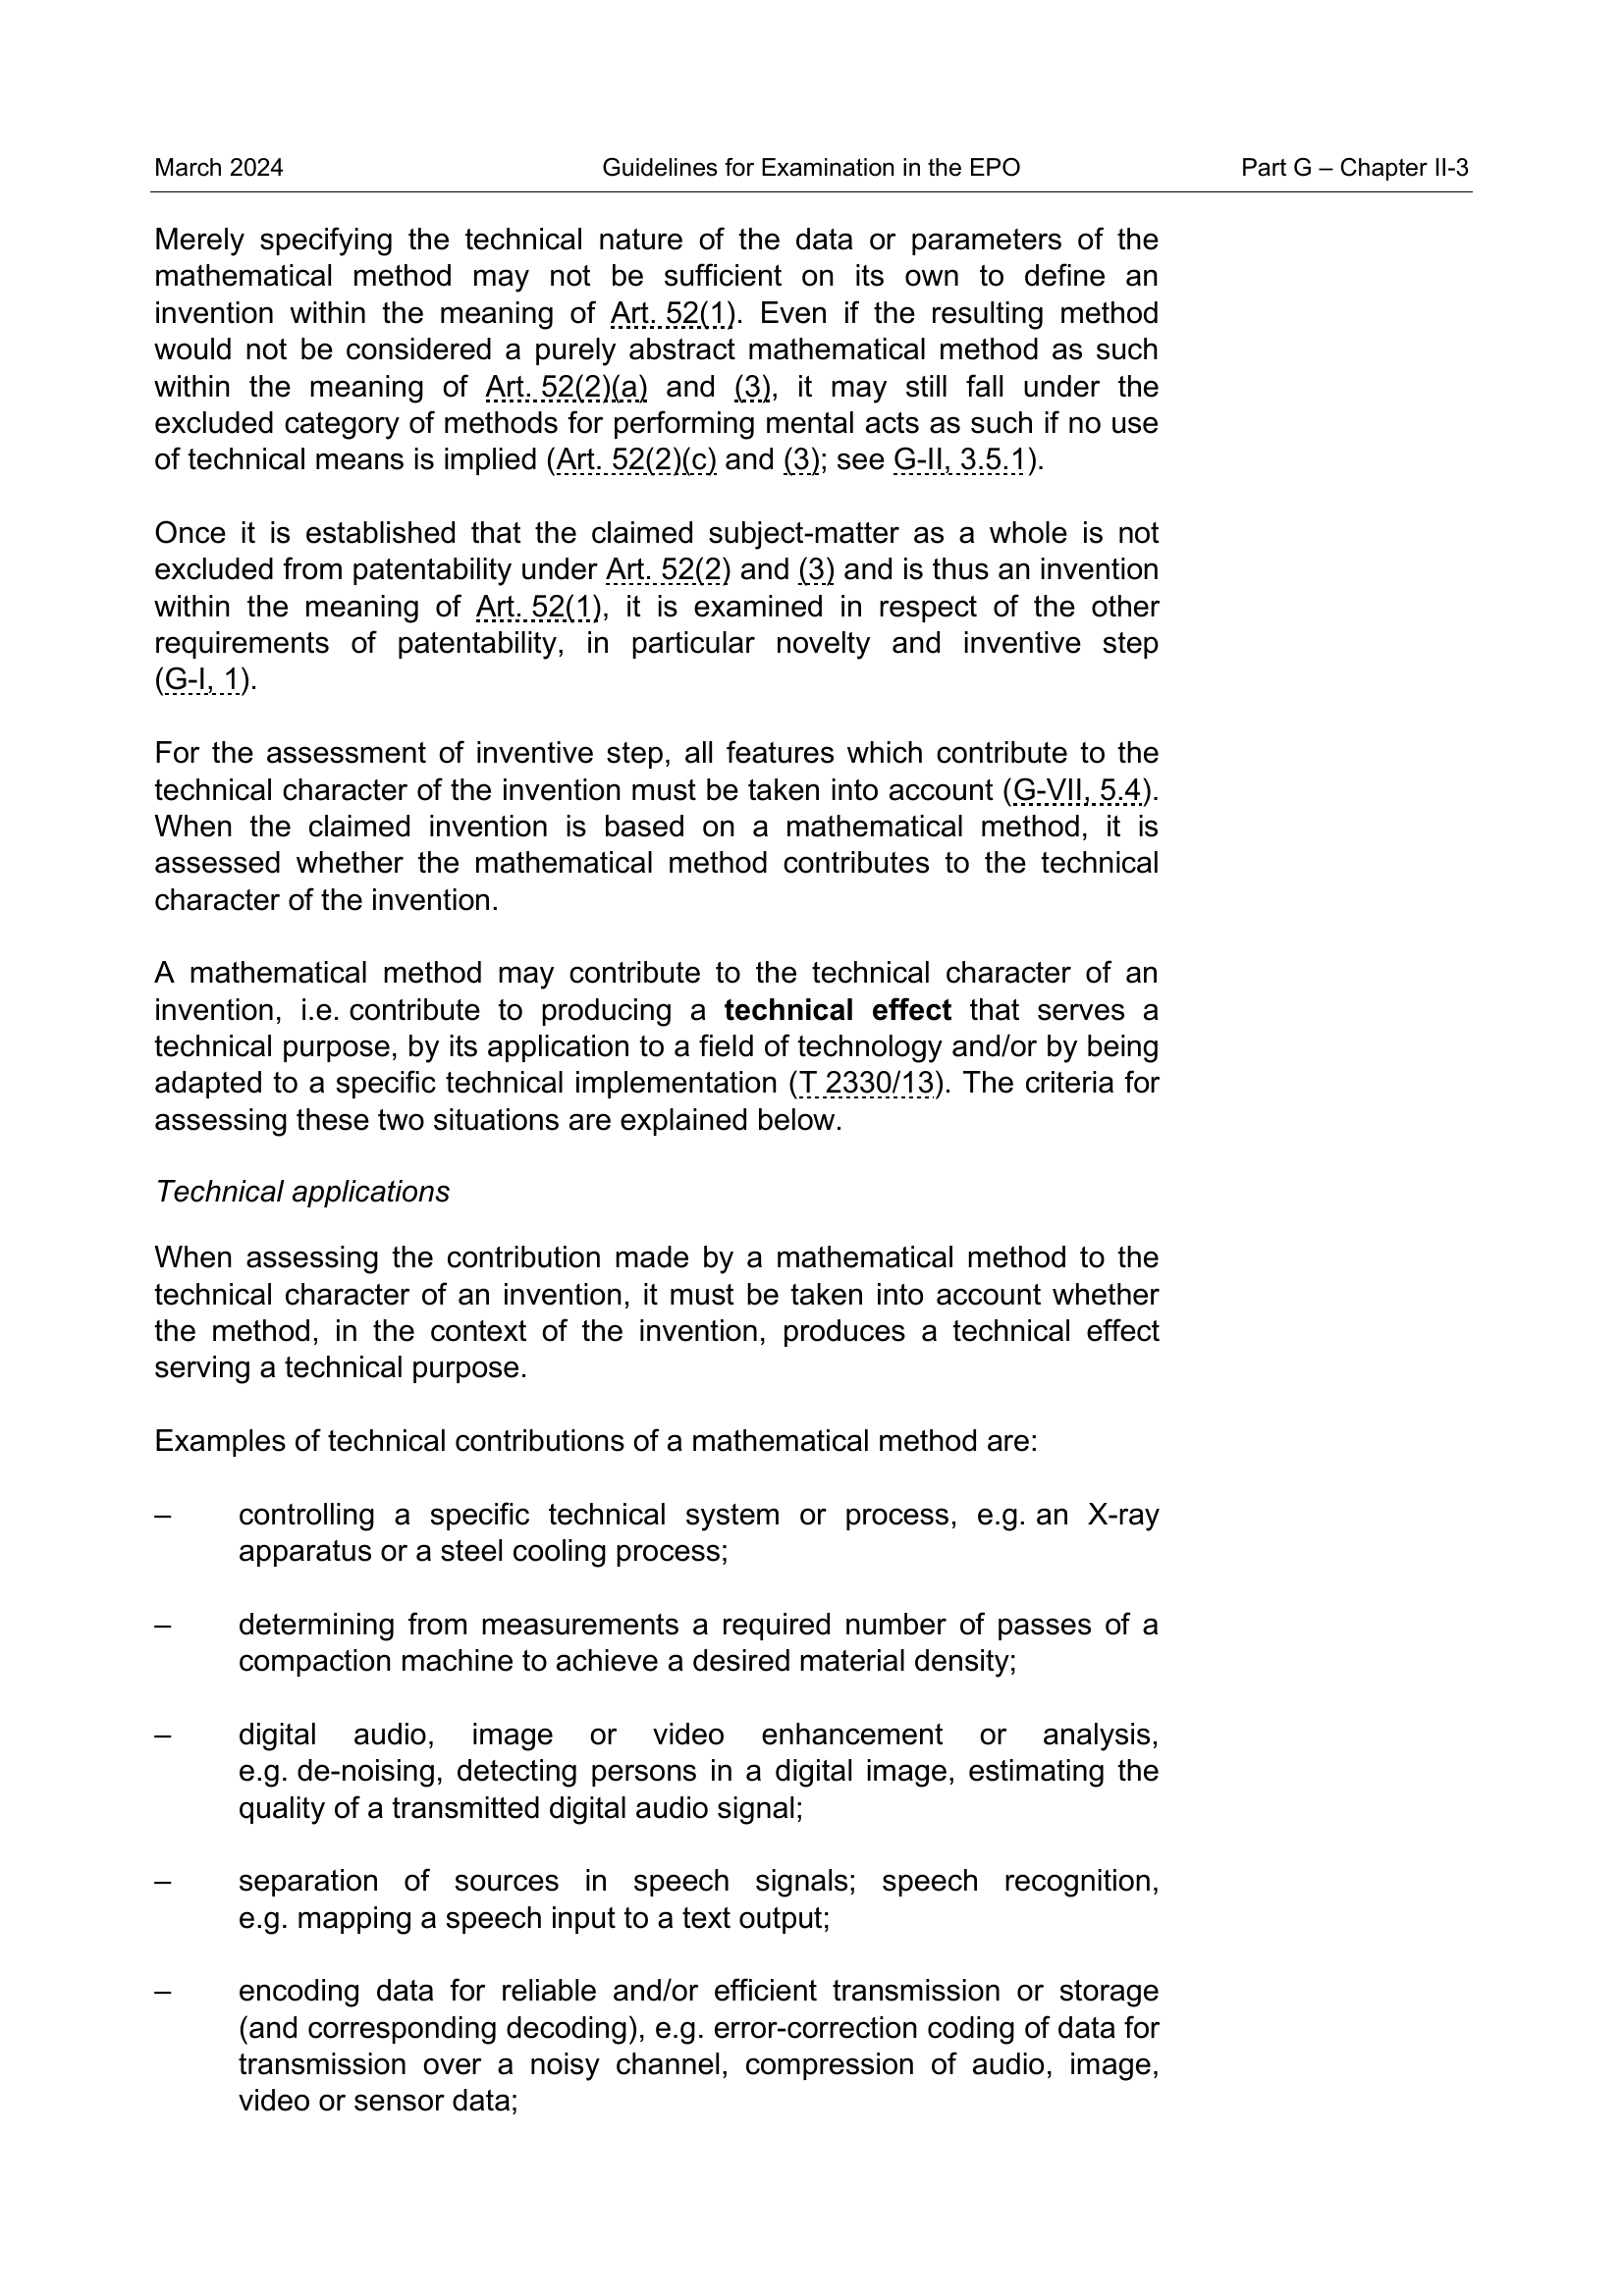 March 2024 Guidelines for Examination in the EPO Part G – Chapter II-3
Merely specifying the technical nature of the data or parameters of the
mathematical method may not be sufficient on its own to define an
invention within the meaning of Art. 52(1). Even if the resulting method
would not be considered a purely abstract mathematical method as such
within the meaning of Art. 52(2)(a) and (3), it may still fall under the
excluded category of methods for performing mental acts as such if no use
of technical means is implied (Art. 52(2)(c) and (3); see G-II, 3.5.1).
Once it is established that the claimed subject-matter as a whole is not
excluded from patentability under Art. 52(2) and (3) and is thus an invention
within the meaning of Art. 52(1), it is examined in respect of the other
requirements of patentability, in particular novelty and inventive step
(G-I, 1).
For the assessment of inventive step, all features which contribute to the
technical character of the invention must be taken into account (G-VII, 5.4).
When the claimed invention is based on a mathematical method, it is
assessed whether the mathematical method contributes to the technical
character of the invention.
A mathematical method may contribute to the technical character of an
invention, i.e. contribute to producing a technical effect that serves a
technical purpose, by its application to a field of technology and/or by being
adapted to a specific technical implementation (T 2330/13). The criteria for
assessing these two situations are explained below.
Technical applications
When assessing the contribution made by a mathematical method to the
technical character of an invention, it must be taken into account whether
the method, in the context of the invention, produces a technical effect
serving a technical purpose.
Examples of technical contributions of a mathematical method are:
– controlling a specific technical system or process, e.g. an X-ray
apparatus or a steel cooling process;
– determining from measurements a required number of passes of a
compaction machine to achieve a desired material density;
– digital audio, image or video enhancement or analysis,
e.g. de-noising, detecting persons in a digital image, estimating the
quality of a transmitted digital audio signal;
– separation of sources in speech signals; speech recognition,
e.g. mapping a speech input to a text output;
– encoding data for reliable and/or efficient transmission or storage
(and corresponding decoding), e.g. error-correction coding of data for
transmission over a noisy channel, compression of audio, image,
video or sensor data;